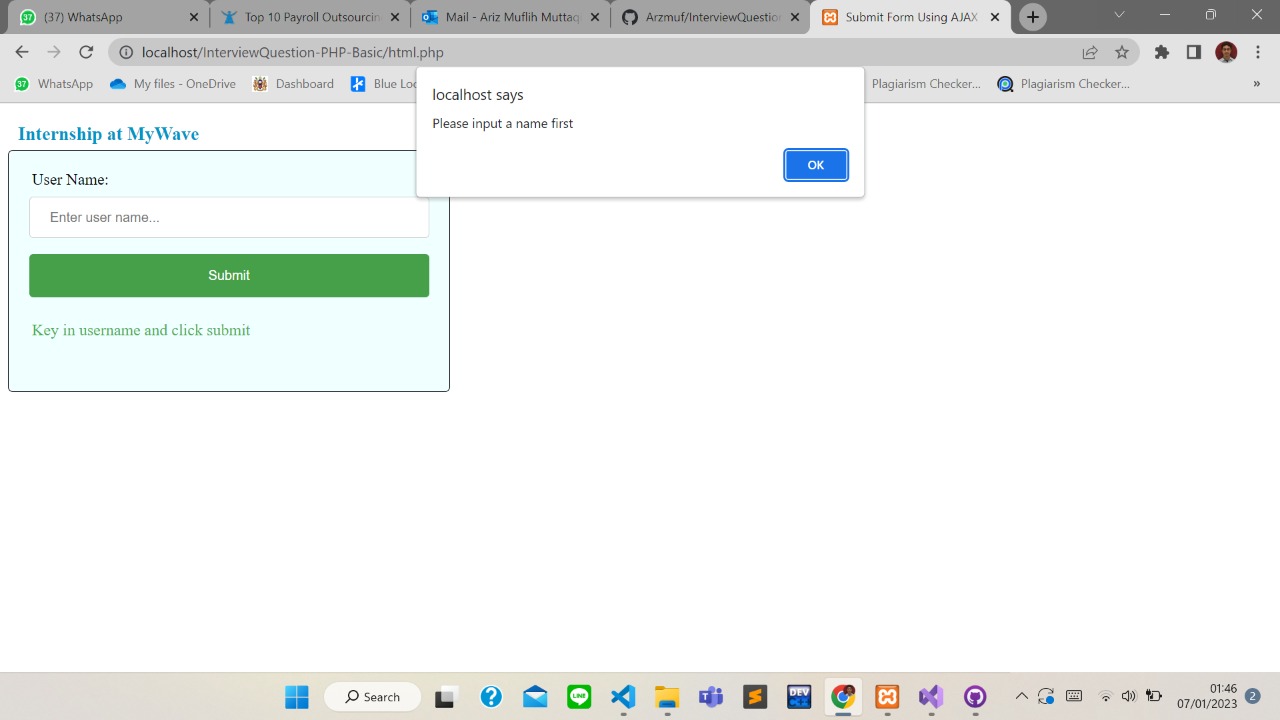 (37) WhatsApp
Top 10 Payroll Outsourcin
Mail - Ariz Muflih Muttaq
Arzmuf/InterviewQuestio
Submit Form Using AJAX
localhost/InterviewQuestion-PHP-Basic/html.php
WhatsApp
My files - OneDrive
Dashboard
Blue Loc
Plagiarism Checker...
Plagiarism Checker...
»
localhost says
Please input a name first
OK
Internship at MyWave
User Name:
Enter user name...
Submit
Key in username and click submit
Search
LINE
DEV
01:46
07/01/2023
2